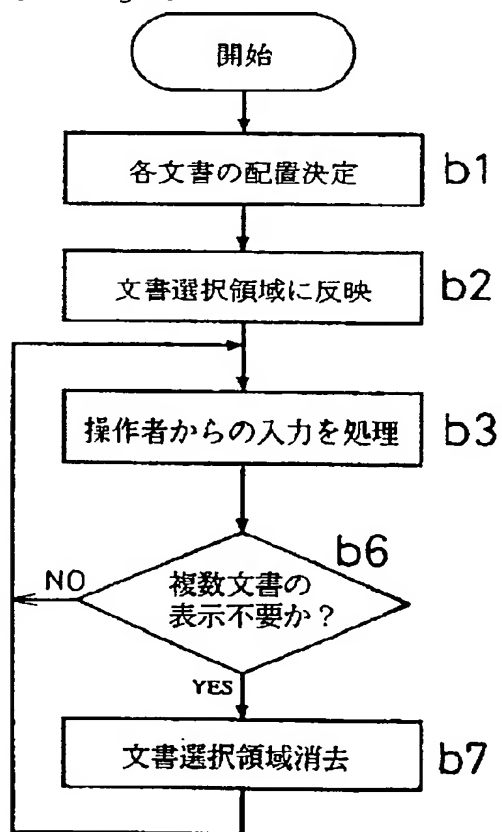 開始
各文書の配置決定
b1
文書選択領域に反映
b2
操作者からの入力を処理
b3
b6
複数文書の
表示不要か？
NO
YES
文書選択領域消去
b7